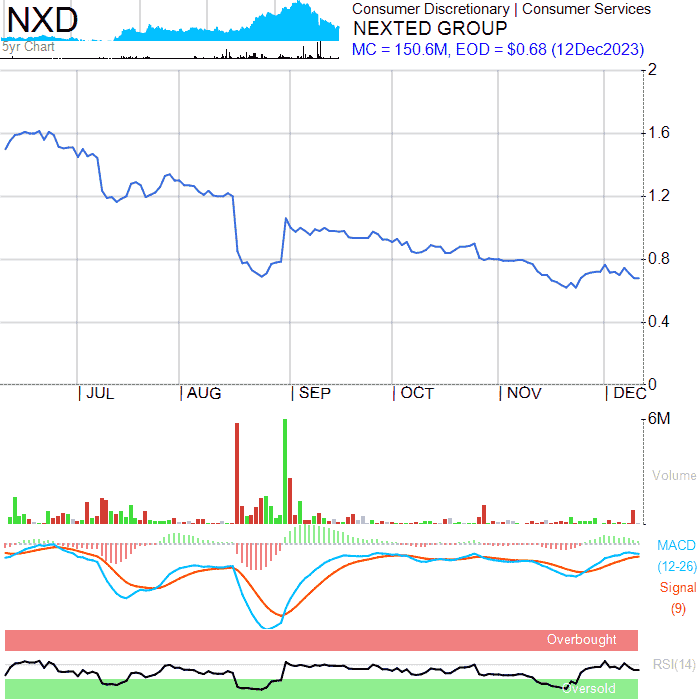 NXD
5yr Chart
Consumer Discretionary | Consumer Services
NEXTED GROUP
MC = 150.6M, EOD = $0.68 (12Dec2023)
2
1.6
1.2
0.8
0.4
0
JUL
AUG
SEP
OCT
NOV
DEC
6M
Volume
MACD
(12-26)
Signal
(9)
Overbought
RSI(14)
Oversold